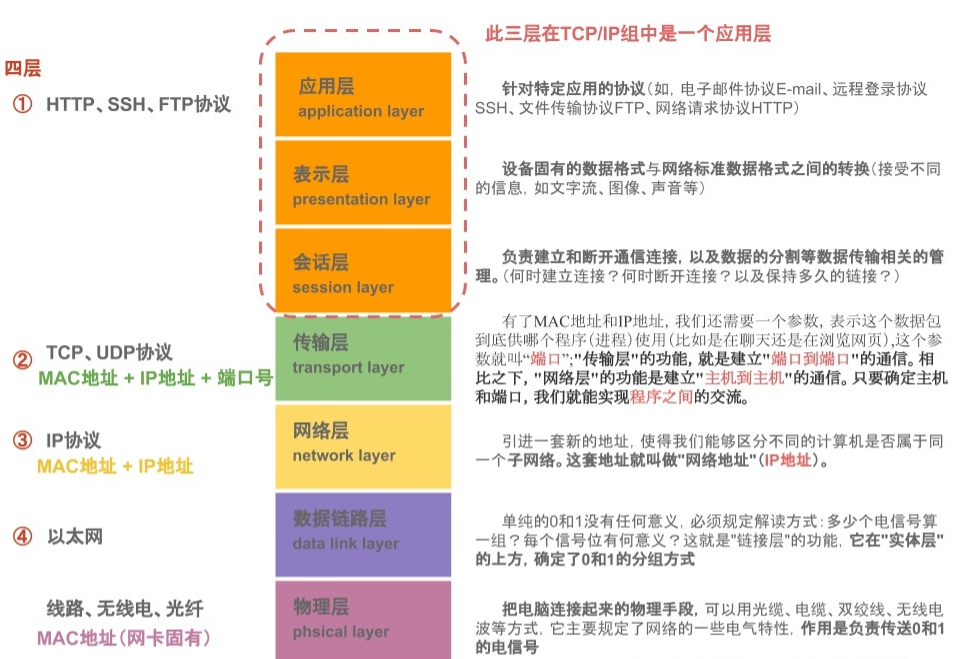 此三层在TCP/IP组中是一个应用层
四层
① HTTP、SSH、FTP协议
应用层
application layer
针对特定应用的协议（如，电子邮件协议E-mail、远程登录协议
SSH、文件传输协议FTP、网络请求协议HTTP）
表示层
presentation layer
设备固有的数据格式与网络标准数据格式之间的转换（接受不同
的信息，如文字流、图像、声音等）
会话层
session layer
负责建立和断开通信连接，以及数据的分割等数据传输相关的管
理。（何时建立连接？何时断开连接？以及保持多久的链接？）
② TCP、UDP协议
MAC地址 + IP地址 + 端口号
传输层
transport layer
有了MAC地址和IP地址，我们还需要一个参数，表示这个数据包
到底供哪个程序（进程）使用（比如是在聊天还是在浏览网页），这个参
数就叫“端口”；"传输层"的功能，就是建立"端口到端口"的通信。相
比之下，"网络层"的功能是建立"主机到主机"的通信。只要确定主机
和端口，我们就能实现程序之间的交流。
③ IP协议
MAC地址 + IP地址
网络层
network layer
引进一套新的地址，使得我们能够区分不同的计算机是否属于同
一个子网络。这套地址就叫做"网络地址"（IP地址）。
④ 以太网
数据链路层
data link layer
单纯的0和1没有任何意义，必须规定解读方式：多少个电信号算
一组？每个信号位有何意义？这就是"链接层"的功能，它在"实体层"
的上方，确定了0和1的分组方式
线路、无线电、光纤
MAC地址（网卡固有）
物理层
phsical layer
把电脑连接起来的物理手段，可以用光缆、电缆、双绞线、无线电
波等方式，它主要规定了网络的一些电气特性，作用是负责传送0和1
的电信号